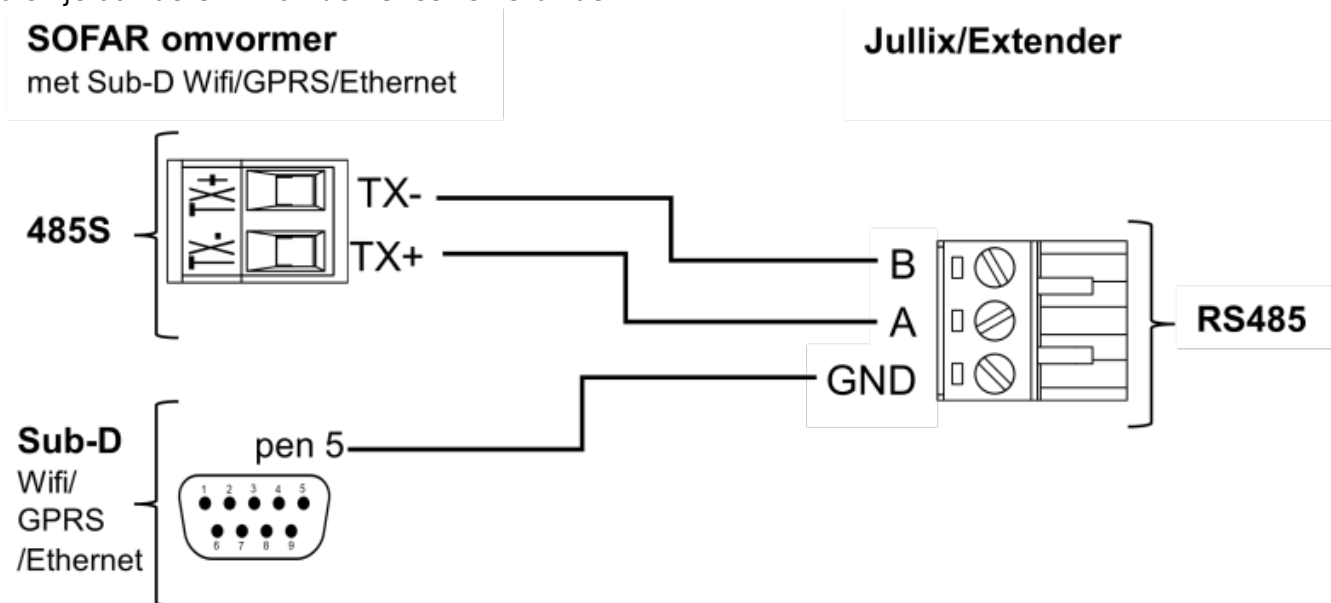 SOFAR omvormer
met Sub-D Wifi/GPRS/Ethernet
Jullix/Extender
485S
TX+
TX-
TX-
TX+
B
A
GND
RS485
Sub-D
Wifi/
GPRS
/Ethernet
pen 5
1 2 3 4 5
6 7 8 9